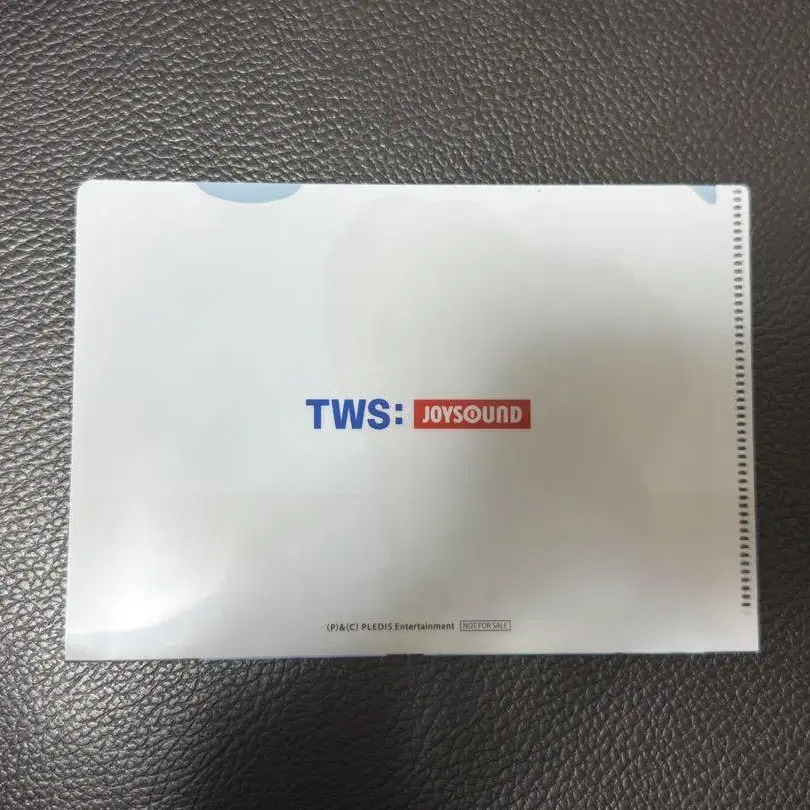 TWS: JOYSOUND
(P)&(C) PLEDIS Entertainment NOT FOR SALE